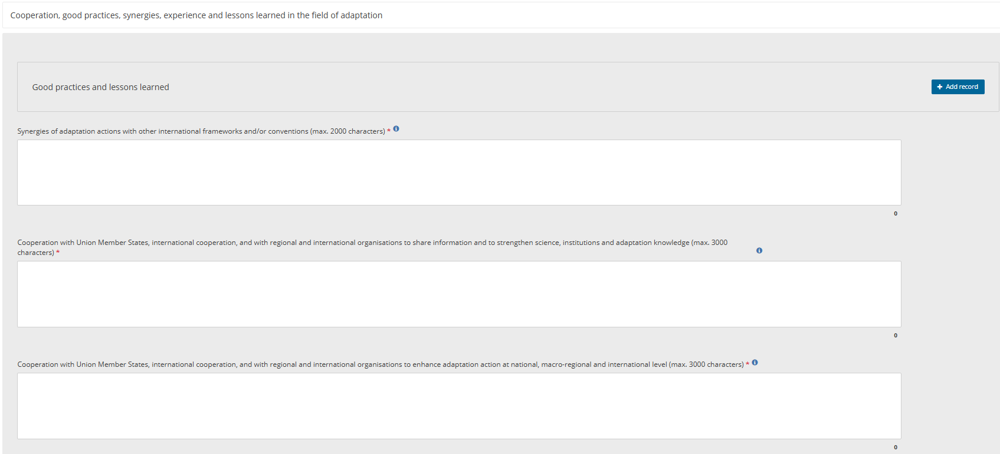 Cooperation, good practices, synergies, experience and lessons learned in the field of adaptation
Good practices and lessons learned
Add record
Synergies of adaptation actions with other international frameworks and/or conventions (max. 2000 characters) *
0
Cooperation with Union Member States, international cooperation, and with regional and international organisations to share information and to strengthen science, institutions and adaptation knowledge (max. 3000
characters) *
0
Cooperation with Union Member States, international cooperation, and with regional and international organisations to enhance adaptation action at national, macro-regional and international level (max. 3000 characters) *
0